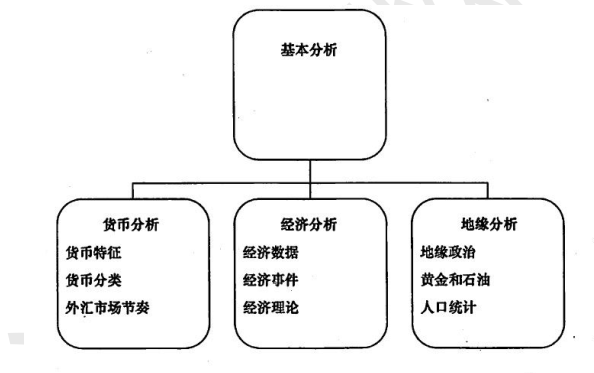 基本分析
货币分析
货币特征
货币分类
外汇市场节奏
经济分析
经济数据
经济事件
经济理论
地缘分析
地缘政治
黄金和石油
人口统计